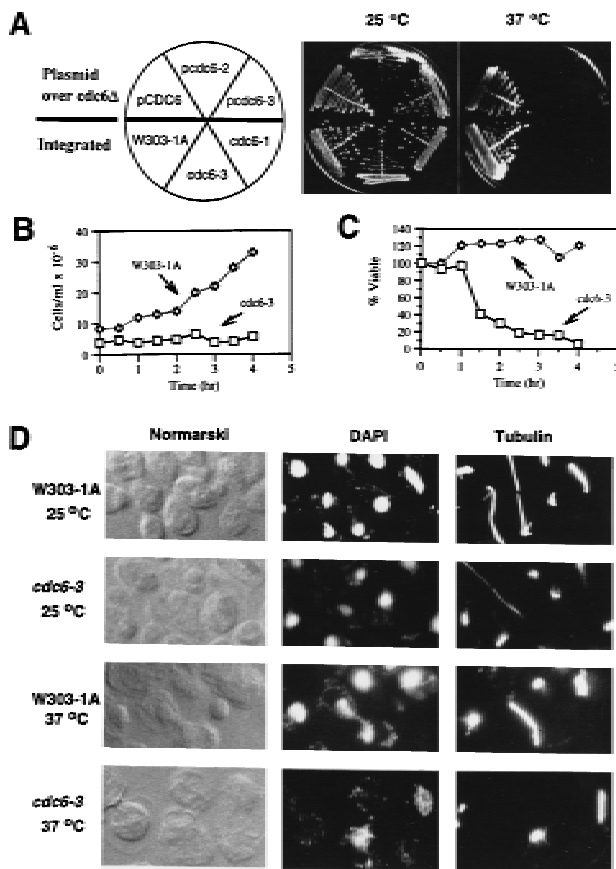 A
25 °C 37 °C
Plasmid
over cdc6Δ
Integrated
pcdc6-2
pCDC6
pcdc6-3
W303-1A
cdc6-1
cdc6-3
B
Cells/ml x 10⁻⁶
40
30
20
10
0
W303-1A
cdc6-3
0 1 2 3 4 5
Time (hr)
C
% Viable
140
120
100
80
60
40
20
0
W303-1A
cdc6-3
0 1 2 3 4 5
Time (hr)
D
Normarski DAPI Tubulin
W303-1A
25 °C
cdc6-3
25 °C
W303-1A
37 °C
cdc6-3
37 °C